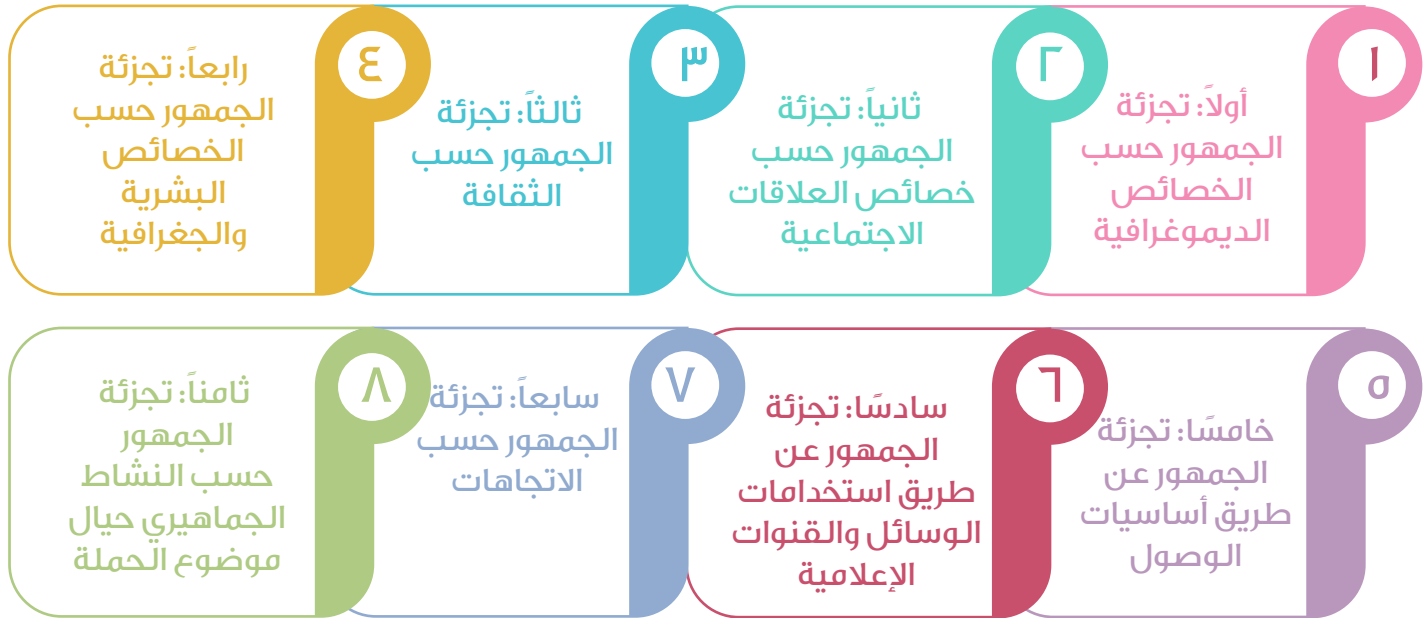 ١
أولاً: تجزئة
الجمهور حسب
الخصائص
الديموغرافية
٢
ثانياً: تجزئة
الجمهور حسب
خصائص العلاقات
الاجتماعية
٣
ثالثاً: تجزئة
الجمهور حسب
الثقافة
٤
رابعاً: تجزئة
الجمهور حسب
الخصائص
البشرية
والجغرافية
٥
خامسًا: تجزئة
الجمهور عن
طريق أساسيات
الوصول
٦
سادسًا: تجزئة
الجمهور عن
طريق استخدامات
الوسائل والقنوات
الإعلامية
٧
سابعاً: تجزئة
الجمهور حسب
الاتجاهات
٨
ثامناً: تجزئة
الجمهور
حسب النشاط
الجماهيري حيال
موضوع الحملة